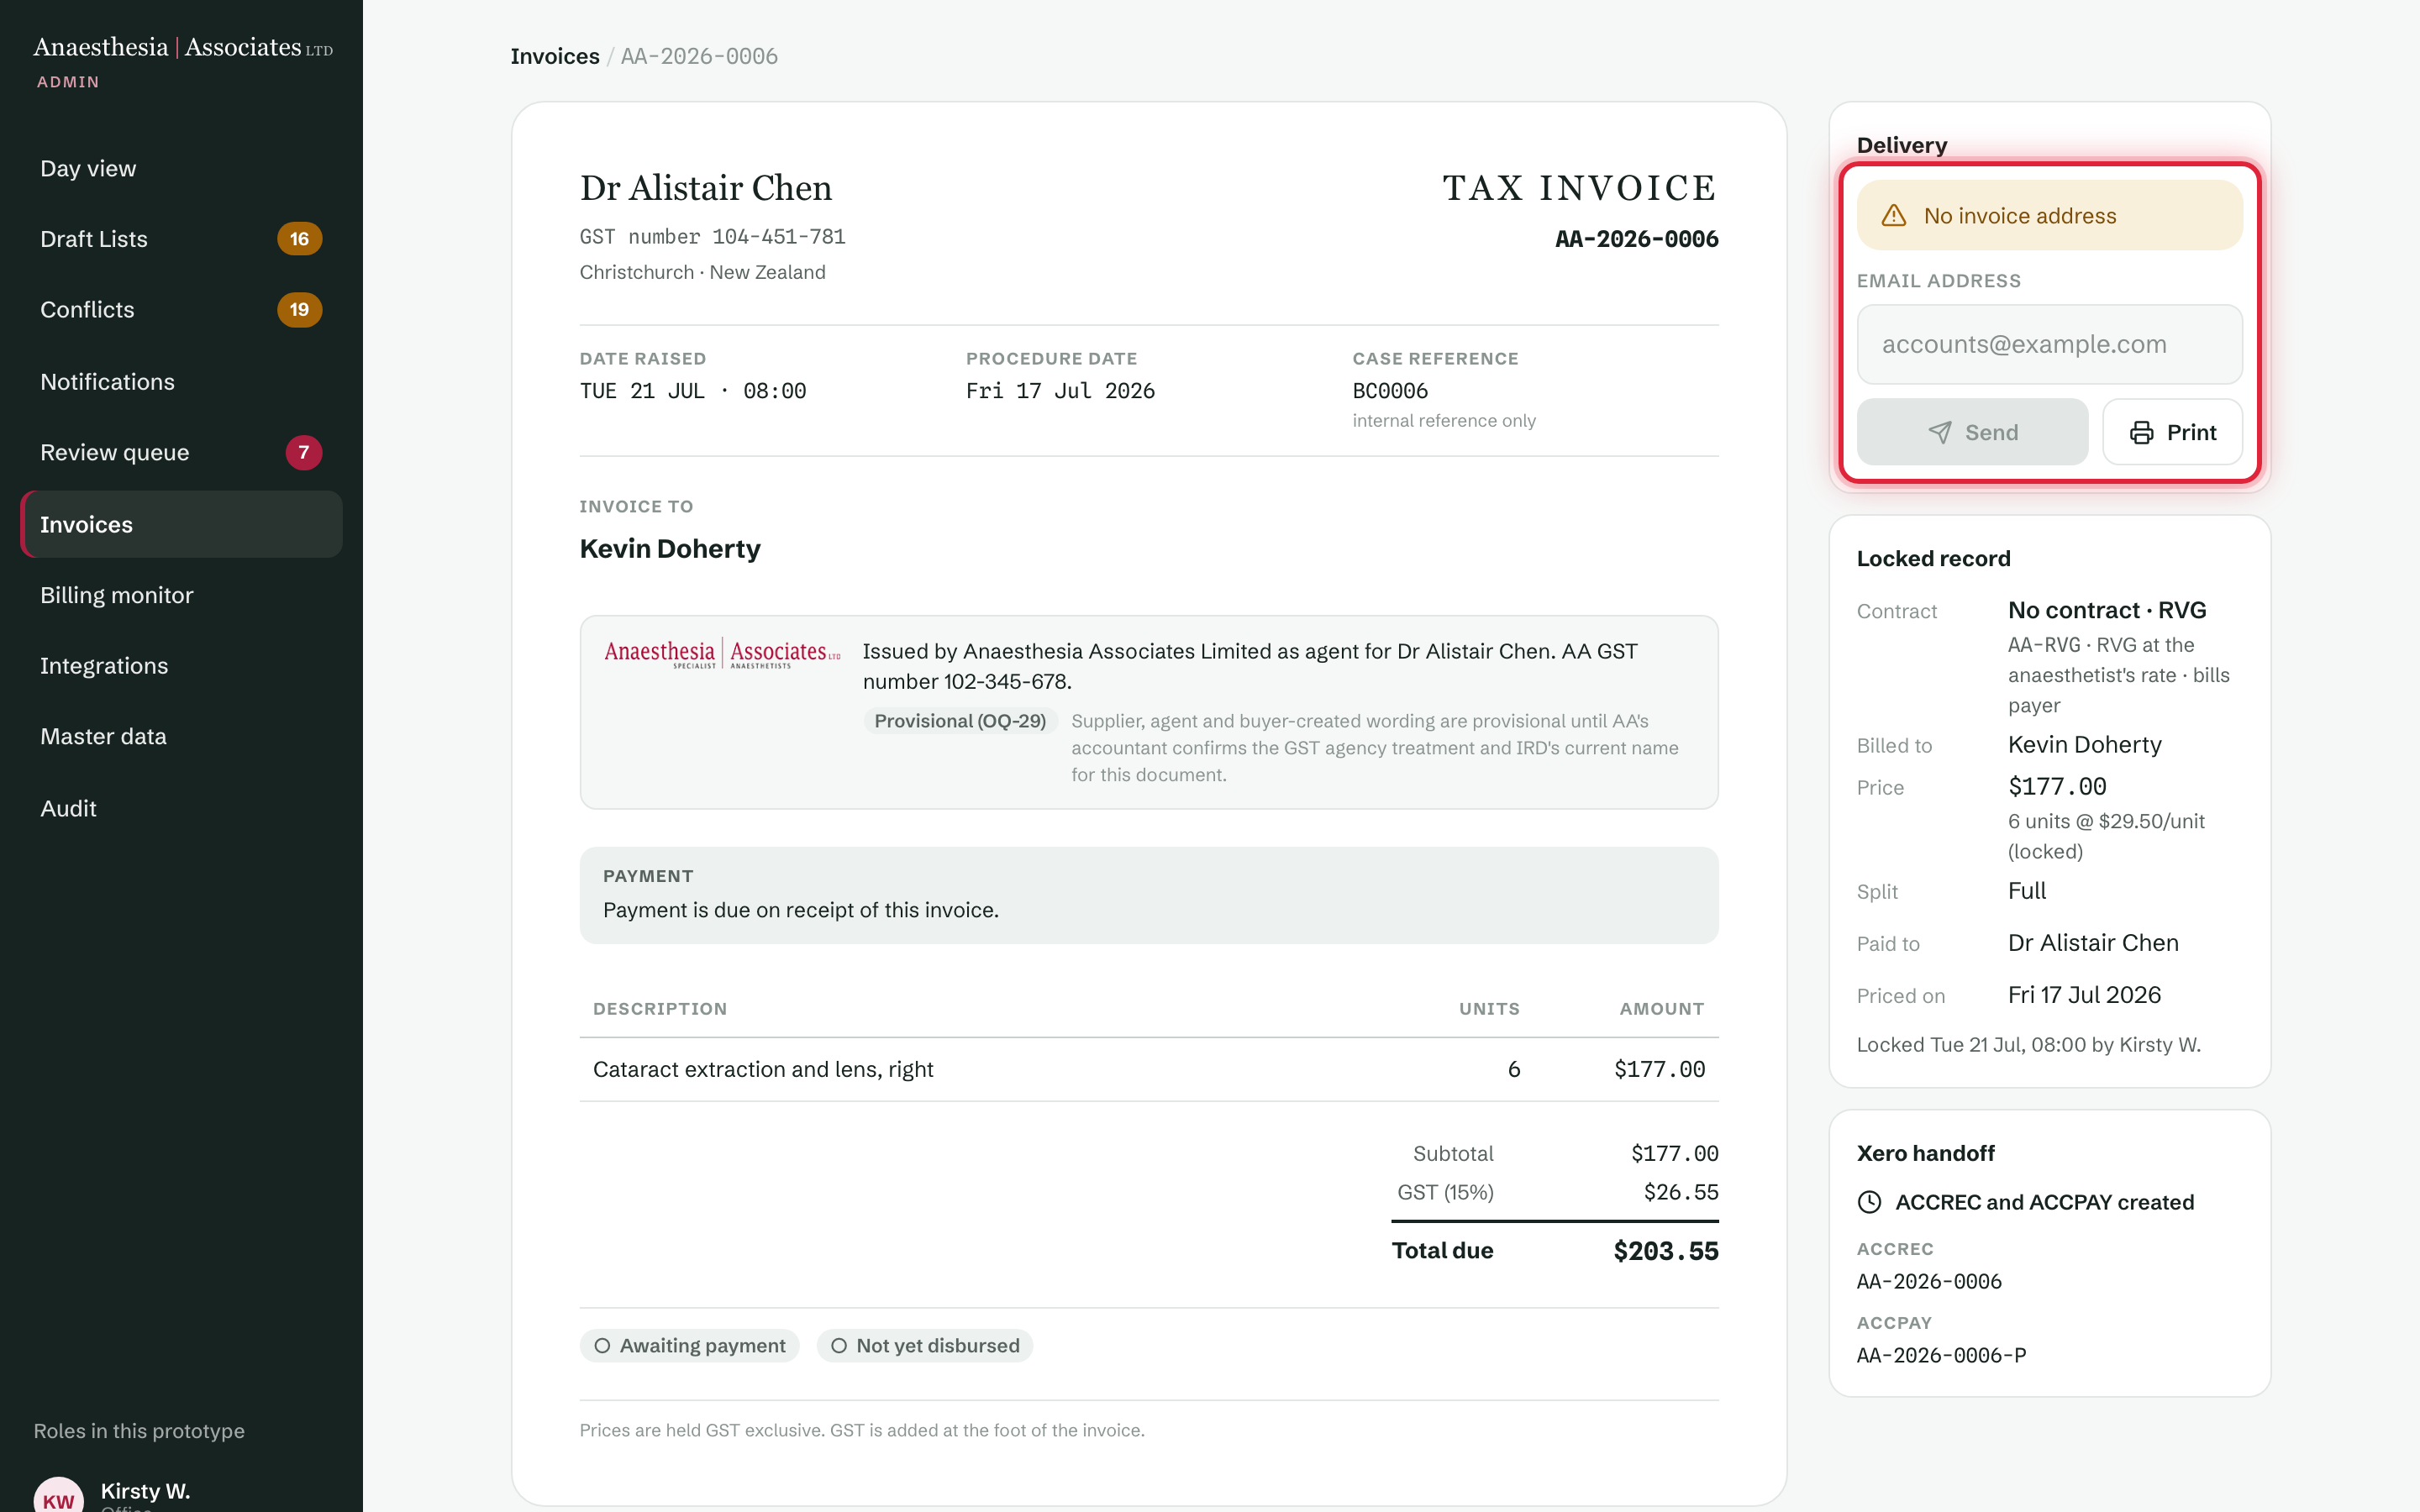 Anaesthesia | Associates LTD
ADMIN
Day view
Draft Lists 16
Conflicts 19
Notifications
Review queue 7
Invoices
Billing monitor
Integrations
Master data
Audit
Roles in this prototype
KW Kirsty W.
Invoices / AA-2026-0006
Dr Alistair Chen
GST number 104-451-781
Christchurch · New Zealand
TAX INVOICE
AA-2026-0006
DATE RAISED
TUE 21 JUL · 08:00
PROCEDURE DATE
Fri 17 Jul 2026
CASE REFERENCE
BC0006
internal reference only
INVOICE TO
Kevin Doherty
Anaesthesia | Associates LTD
SPECIALIST ANAESTHETISTS
Issued by Anaesthesia Associates Limited as agent for Dr Alistair Chen. AA GST
number 102-345-678.
Provisional (OQ-29)
Supplier, agent and buyer-created wording are provisional until AA's
accountant confirms the GST agency treatment and IRD's current name
for this document.
PAYMENT
Payment is due on receipt of this invoice.
DESCRIPTION UNITS AMOUNT
Cataract extraction and lens, right 6 $177.00
Subtotal $177.00
GST (15%) $26.55
Total due $203.55
Awaiting payment
Not yet disbursed
Prices are held GST exclusive. GST is added at the foot of the invoice.
Delivery
No invoice address
EMAIL ADDRESS
accounts@example.com
Send
Print
Locked record
Contract No contract · RVG
AA-RVG · RVG at the
anaesthetist's rate · bills
payer
Billed to Kevin Doherty
Price $177.00
6 units @ $29.50/unit
(locked)
Split Full
Paid to Dr Alistair Chen
Priced on Fri 17 Jul 2026
Locked Tue 21 Jul, 08:00 by Kirsty W.
Xero handoff
ACCREC and ACCPAY created
ACCREC
AA-2026-0006
ACCPAY
AA-2026-0006-P